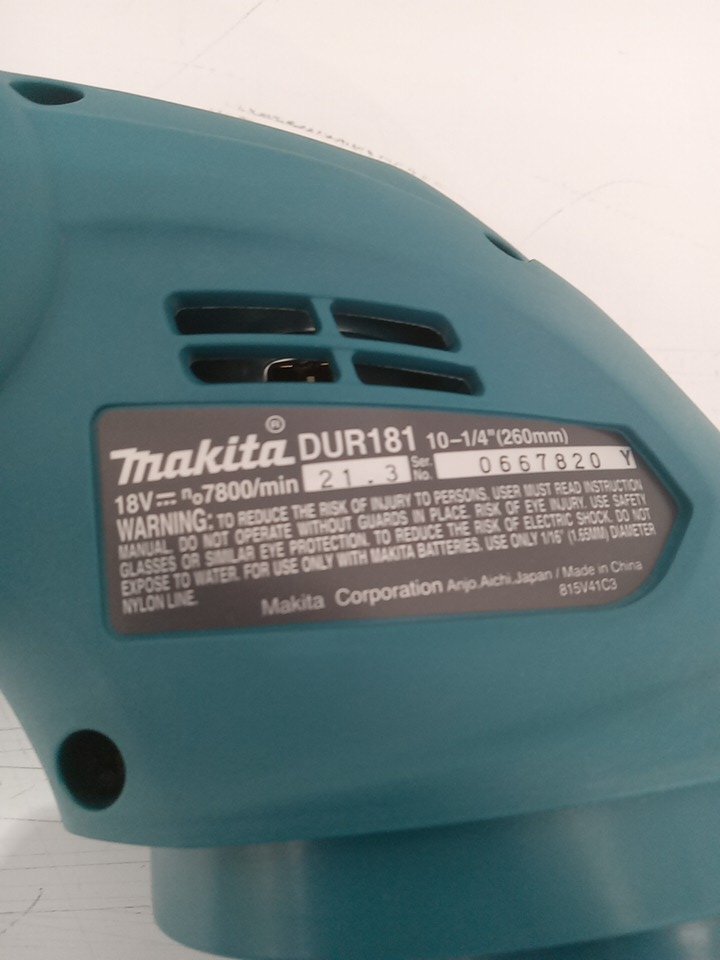 makita® DUR181 10-1/4"(260mm)
18V⎓ n₀7800/min 21.3 Ser. No. 0667820 Y
WARNING: TO REDUCE THE RISK OF INJURY TO PERSONS, USER MUST READ INSTRUCTION
MANUAL. DO NOT OPERATE WITHOUT GUARDS IN PLACE. RISK OF EYE INJURY. USE SAFETY
GLASSES OR SIMILAR EYE PROTECTION. TO REDUCE THE RISK OF ELECTRIC SHOCK, DO NOT
EXPOSE TO WATER. FOR USE ONLY WITH MAKITA BATTERIES. USE ONLY 1/16" (1.65MM) DIAMETER
NYLON LINE.
Makita Corporation Anjo,Aichi,Japan / Made in China
815V41C3